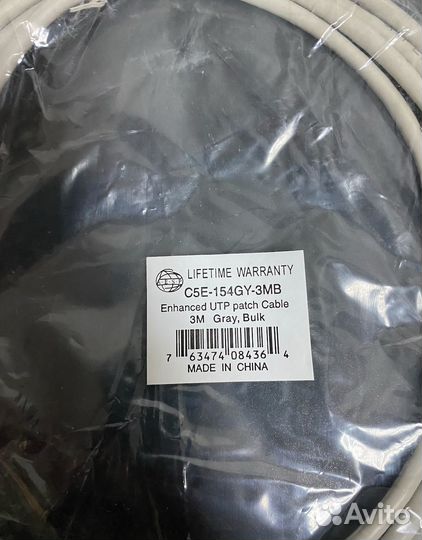 LIFETIME WARRANTY
C5E-154GY-3MB
Enhanced UTP patch Cable
3M Gray, Bulk
7 63474 08436 4
MADE IN CHINA
Avito